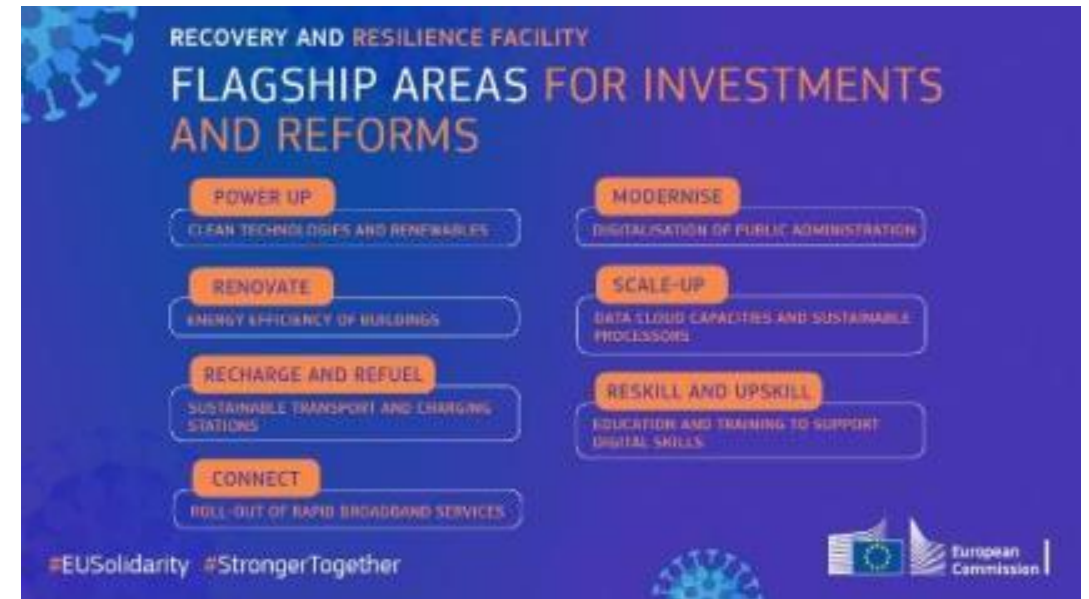 RECOVERY AND RESILIENCE FACILITY
FLAGSHIP AREAS FOR INVESTMENTS
AND REFORMS
POWER UP
CLEAN TECHNOLOGIES AND RENEWABLES
RENOVATE
ENERGY EFFICIENCY OF BUILDINGS
RECHARGE AND REFUEL
SUSTAINABLE TRANSPORT AND CHARGING
STATIONS
CONNECT
ROLL-OUT OF RAPID BROADBAND SERVICES
MODERNISE
DIGITALISATION OF PUBLIC ADMINISTRATION
SCALE-UP
DATA CLOUD CAPACITIES AND SUSTAINABLE
PROCESSORS
RESKILL AND UPSKILL
EDUCATION AND TRAINING TO SUPPORT
DIGITAL SKILLS
#EUSolidarity #StrongerTogether
European
Commission